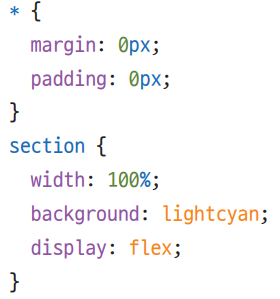 * {
  margin: 0px;
  padding: 0px;
}
section {
  width: 100%;
  background: lightcyan;
  display: flex;
}